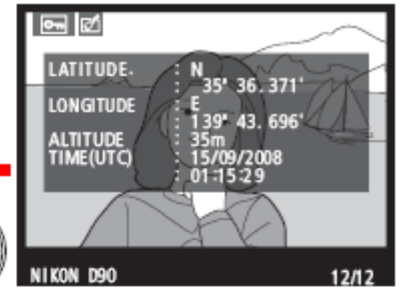 LATITUDE. : N
: 35° 36. 371'
LONGITUDE : E
: 139° 43. 696'
ALTITUDE : 35m
TIME(UTC) : 15/09/2008
: 01:15:29
NIKON D90 12/12